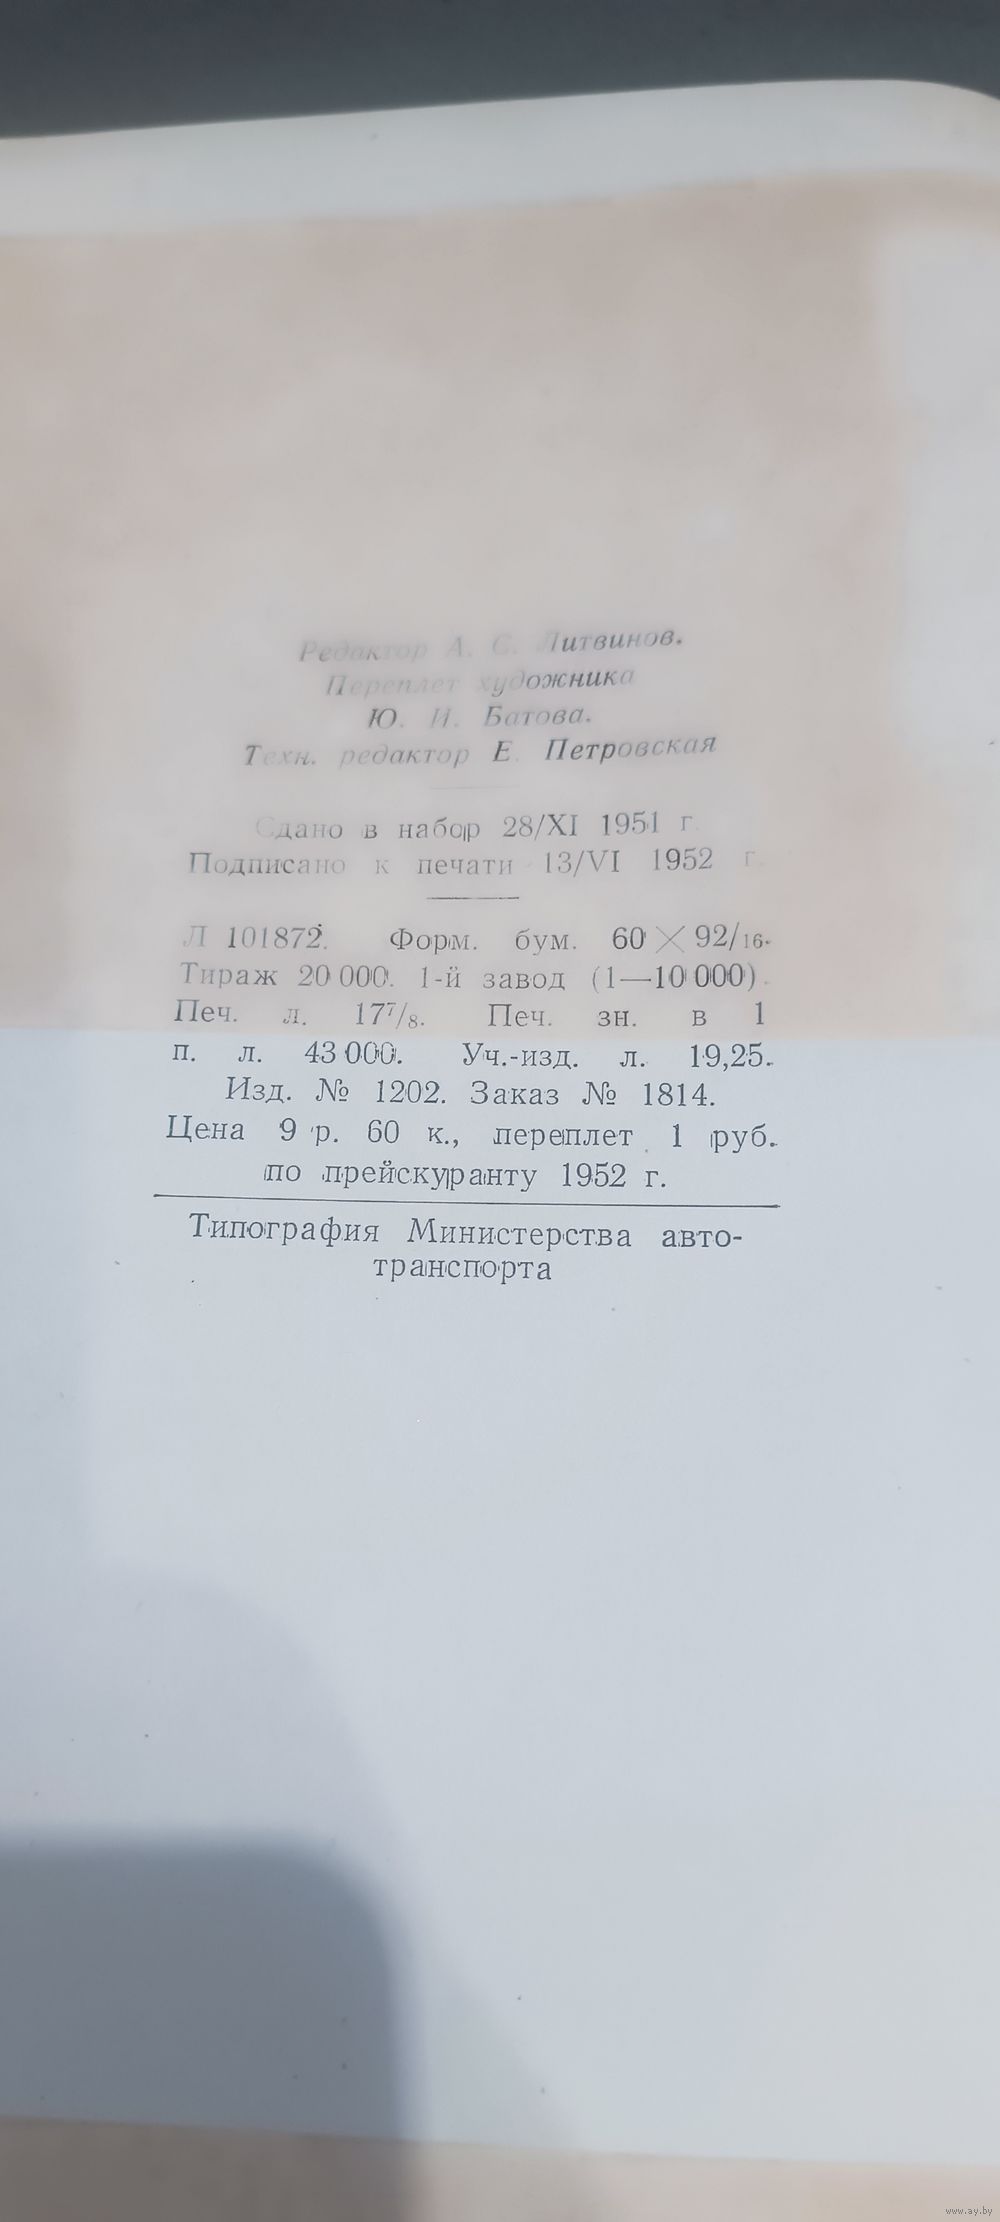 Редактор А. С. Литвинов.
Переплет художника
Ю. И. Батова.
Техн. редактор Е. Петровская
Сдано в набор 28/XI 1951 г.
Подписано к печати 13/VI 1952 г.
Л 101872. Форм. бум. 60 × 92/16.
Тираж 20 000. 1-й завод (1—10 000).
Печ. л. 17⁷/₈. Печ. зн. в 1
п. л. 43 000. Уч.-изд. л. 19,25.
Изд. № 1202. Заказ № 1814.
Цена 9 р. 60 к., переплет 1 руб.
по прейскуранту 1952 г.
Типография Министерства авто-
транспорта
www.ay.by